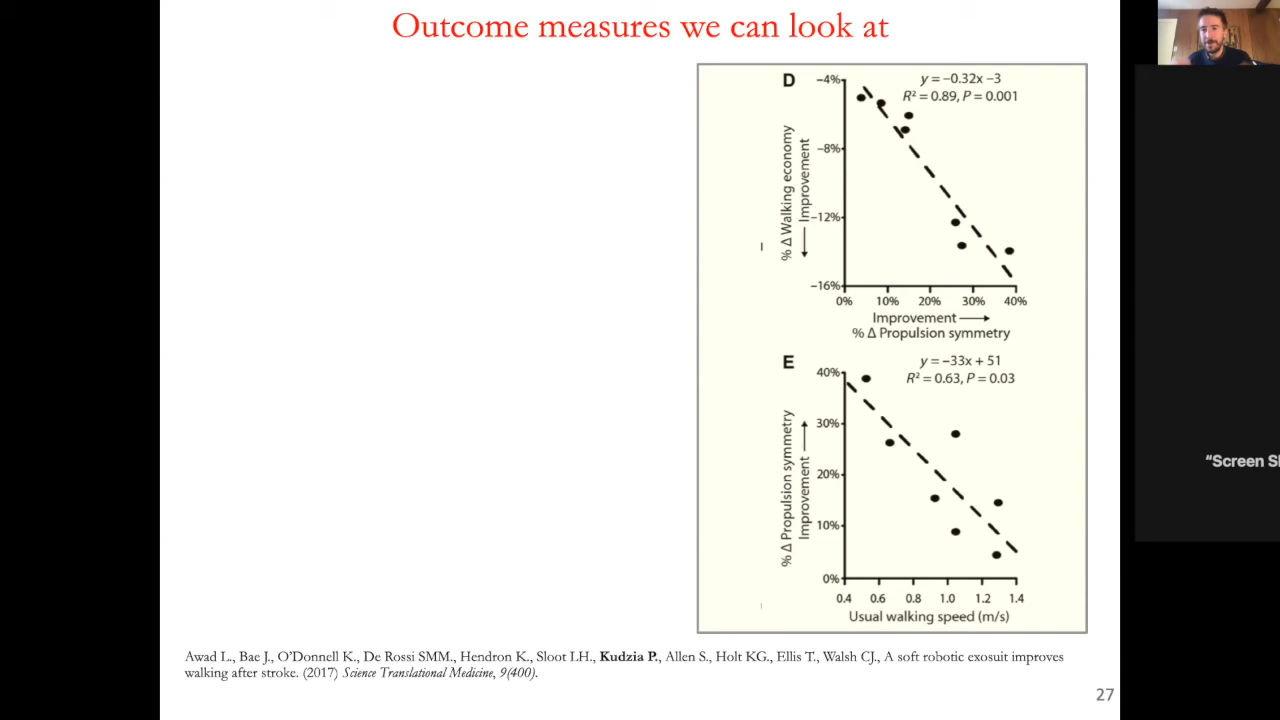 Outcome measures we can look at
D
y = −0.32x −3
R² = 0.89, P = 0.001
−4%
−8%
−12%
−16%
% Δ Walking economy
Improvement
0% 10% 20% 30% 40%
Improvement
% Δ Propulsion symmetry
E
y = −33x + 51
R² = 0.63, P = 0.03
40%
30%
20%
10%
0%
% Δ Propulsion symmetry
Improvement
0.4 0.6 0.8 1.0 1.2 1.4
Usual walking speed (m/s)
"Screen
Awad L., Bae J., O'Donnell K., De Rossi SMM., Hendron K., Sloot LH., Kudzia P., Allen S., Holt KG., Ellis T., Walsh CJ., A soft robotic exosuit improves
walking after stroke. (2017) Science Translational Medicine, 9(400).
27